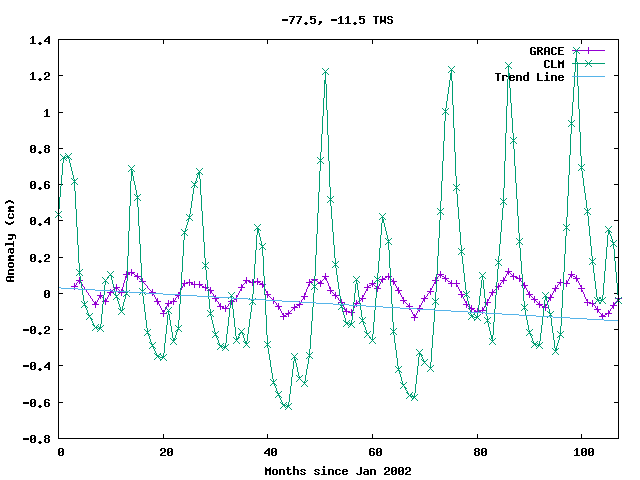 -77.5, -11.5 TWS
1.4
1.2
1
0.8
0.6
0.4
0.2
0
-0.2
-0.4
-0.6
-0.8
Anomaly (cm)
GRACE
CLM
Trend Line
0 20 40 60 80 100
Months since Jan 2002